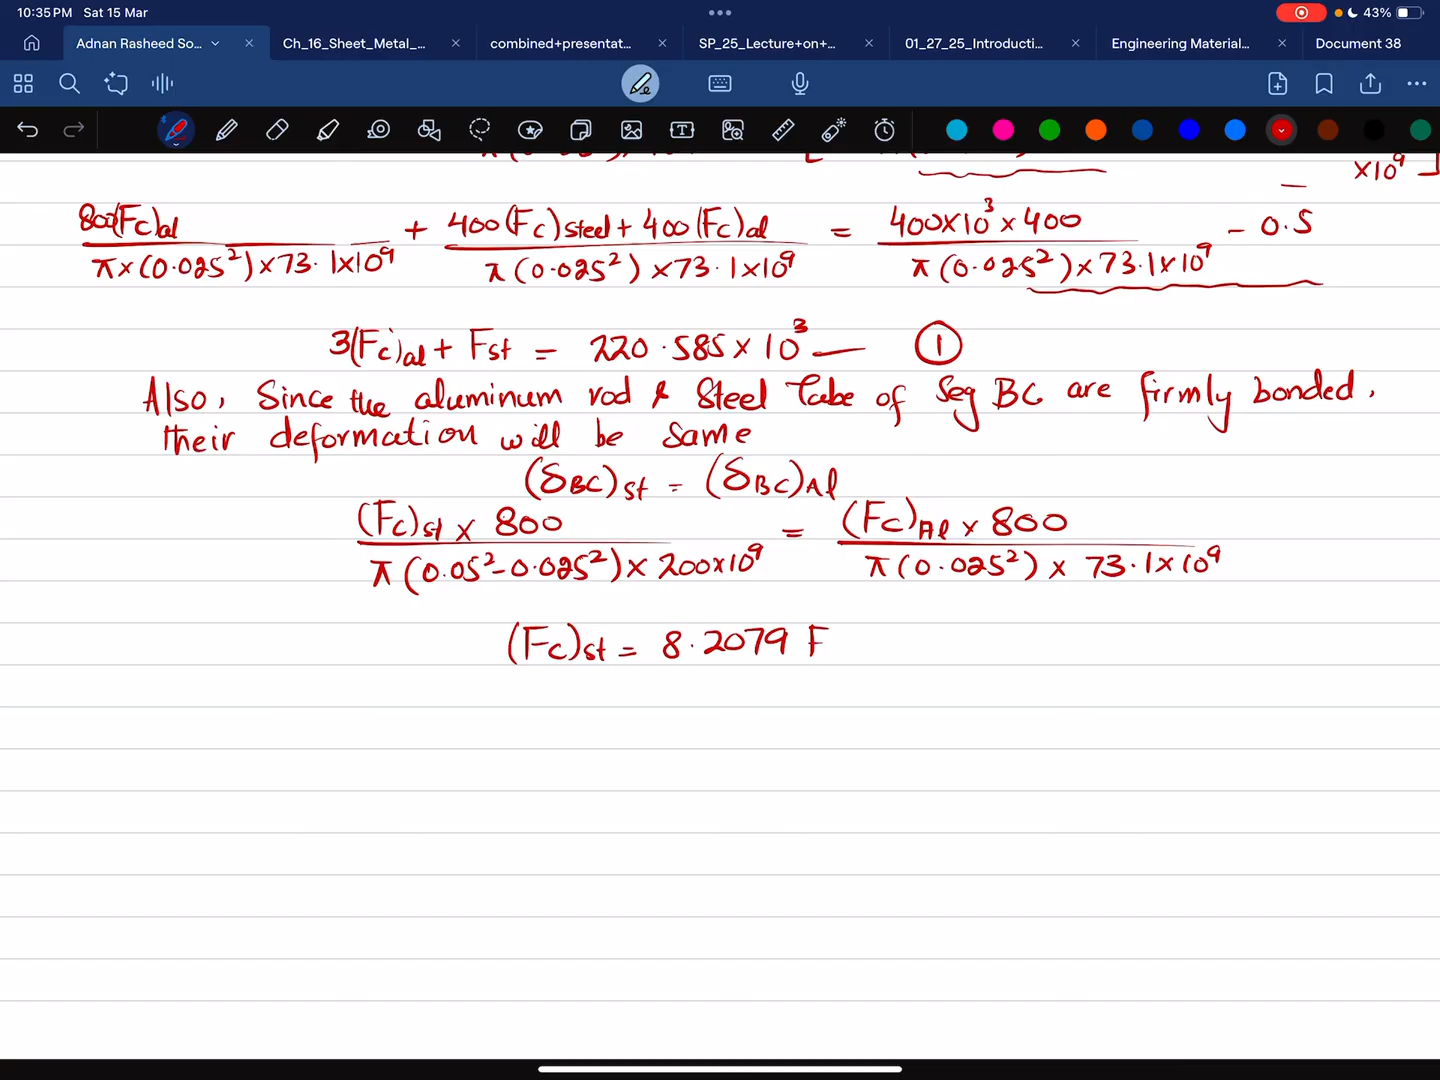 10:35 PM Sat 15 Mar 43%
Adnan Rasheed So... Ch_16_Sheet_Metal_... combined+presentat... SP_25_Lecture+on+... 01_27_25_Introducti... Engineering Material... Document 38
×10⁹ ]
800(Fc)al / π×(0.025²)×73.1×10⁹ + 400(Fc)steel + 400(Fc)al / π(0.025²)×73.1×10⁹ = 400×10³×400 / π(0.025²)×73.1×10⁹ - 0.5
3(Fc)al + Fst = 220.585×10³ — ①
Also, Since the aluminum rod & Steel Tube of Seg BC are firmly bonded,
their deformation will be same
(δBC)st = (δBC)Al
(Fc)st × 800 / π(0.05²-0.025²)×200×10⁹ = (Fc)Al × 800 / π(0.025²)×73.1×10⁹
(Fc)st = 8.2079 F